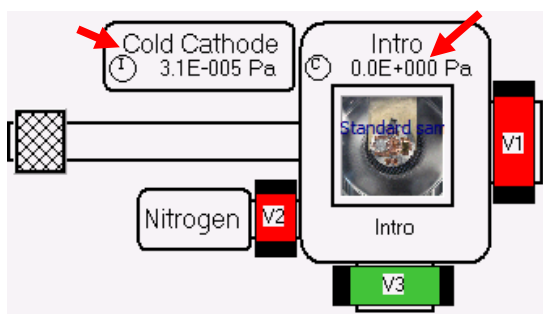 Cold Cathode
I 3.1E-005 Pa
Intro
C 0.0E+000 Pa
Standard sam
V1
Nitrogen
V2
Intro
V3